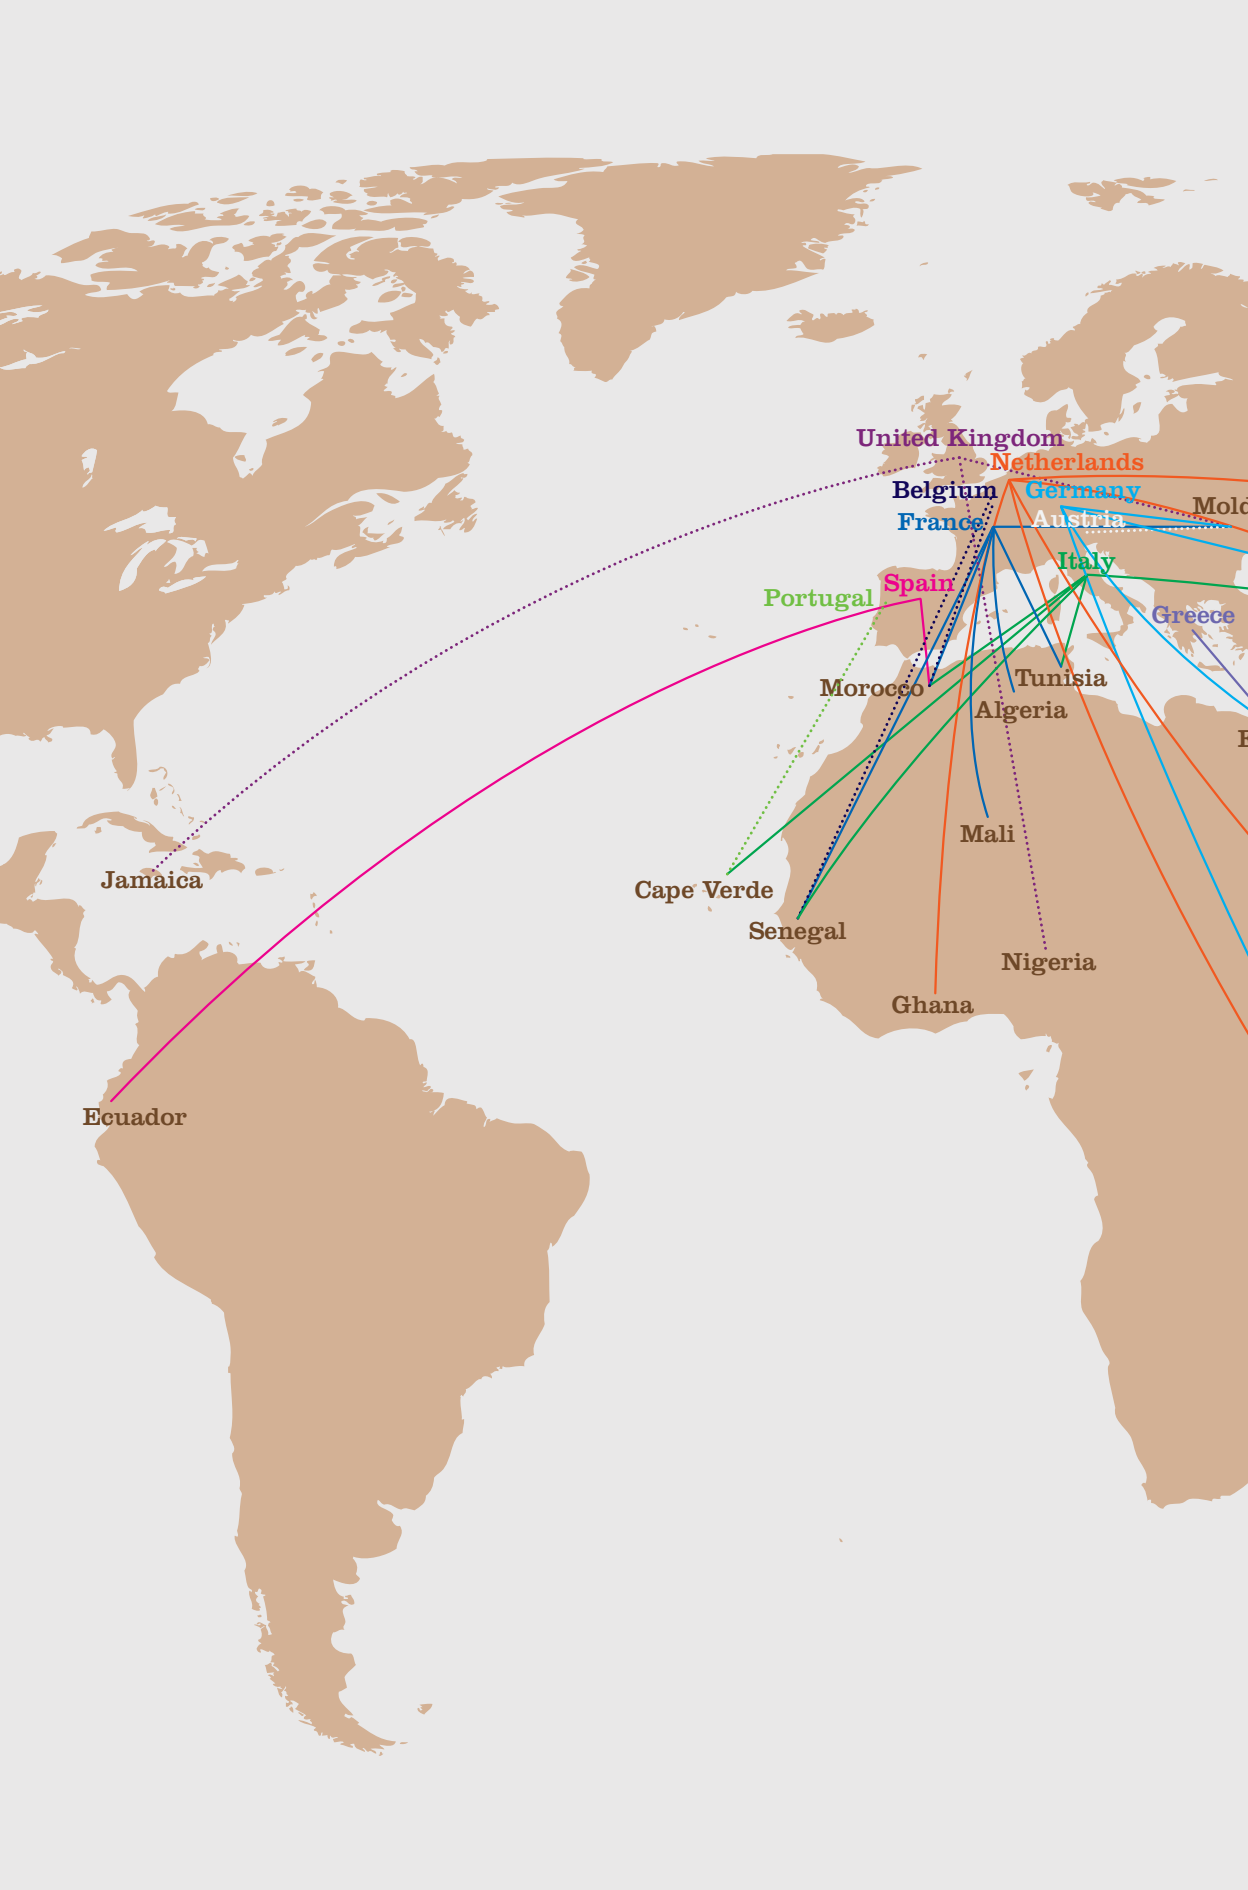 United Kingdom
Netherlands
Belgium
Germany
Mold
France
Austria
Italy
Spain
Portugal
Greece
Morocco
Tunisia
Algeria
E
Mali
Jamaica
Cape Verde
Senegal
Nigeria
Ghana
Ecuador